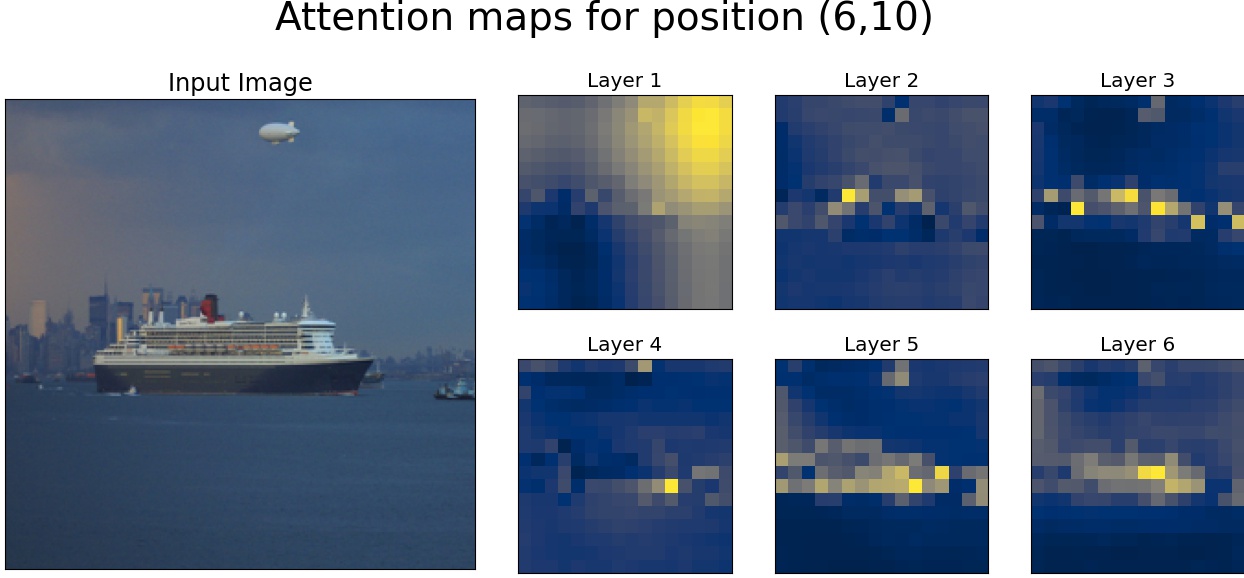 Attention maps for position (6,10)
Input Image
Layer 1
Layer 2
Layer 3
Layer 4
Layer 5
Layer 6